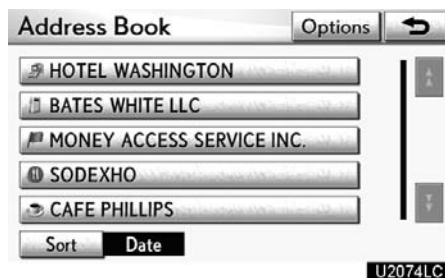 Address Book Options
HOTEL WASHINGTON
BATES WHITE LLC
MONEY ACCESS SERVICE INC.
SODEXHO
CAFE PHILLIPS
Sort Date
U2074LC